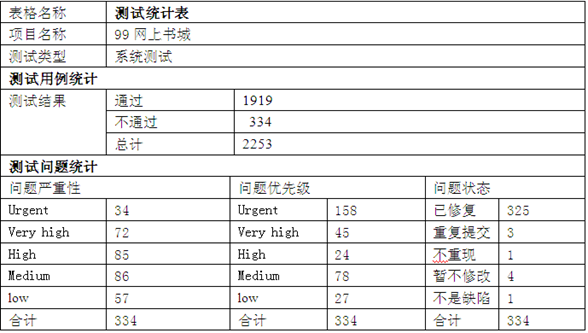 表格名称 测试统计表
项目名称 99 网上书城
测试类型 系统测试
测试用例统计
测试结果 通过 1919
不通过 334
总计 2253
测试问题统计
问题严重性 问题优先级 问题状态
Urgent 34 Urgent 158 已修复 325
Very high 72 Very high 45 重复提交 3
High 85 High 24 不重现 1
Medium 86 Medium 78 暂不修改 4
low 57 low 27 不是缺陷 1
合计 334 合计 334 合计 334